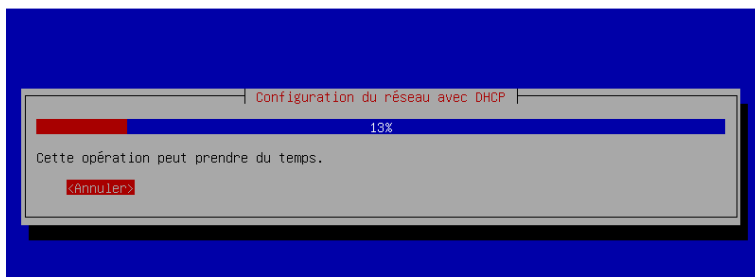 Configuration du réseau avec DHCP
13%
Cette opération peut prendre du temps.
<Annuler>